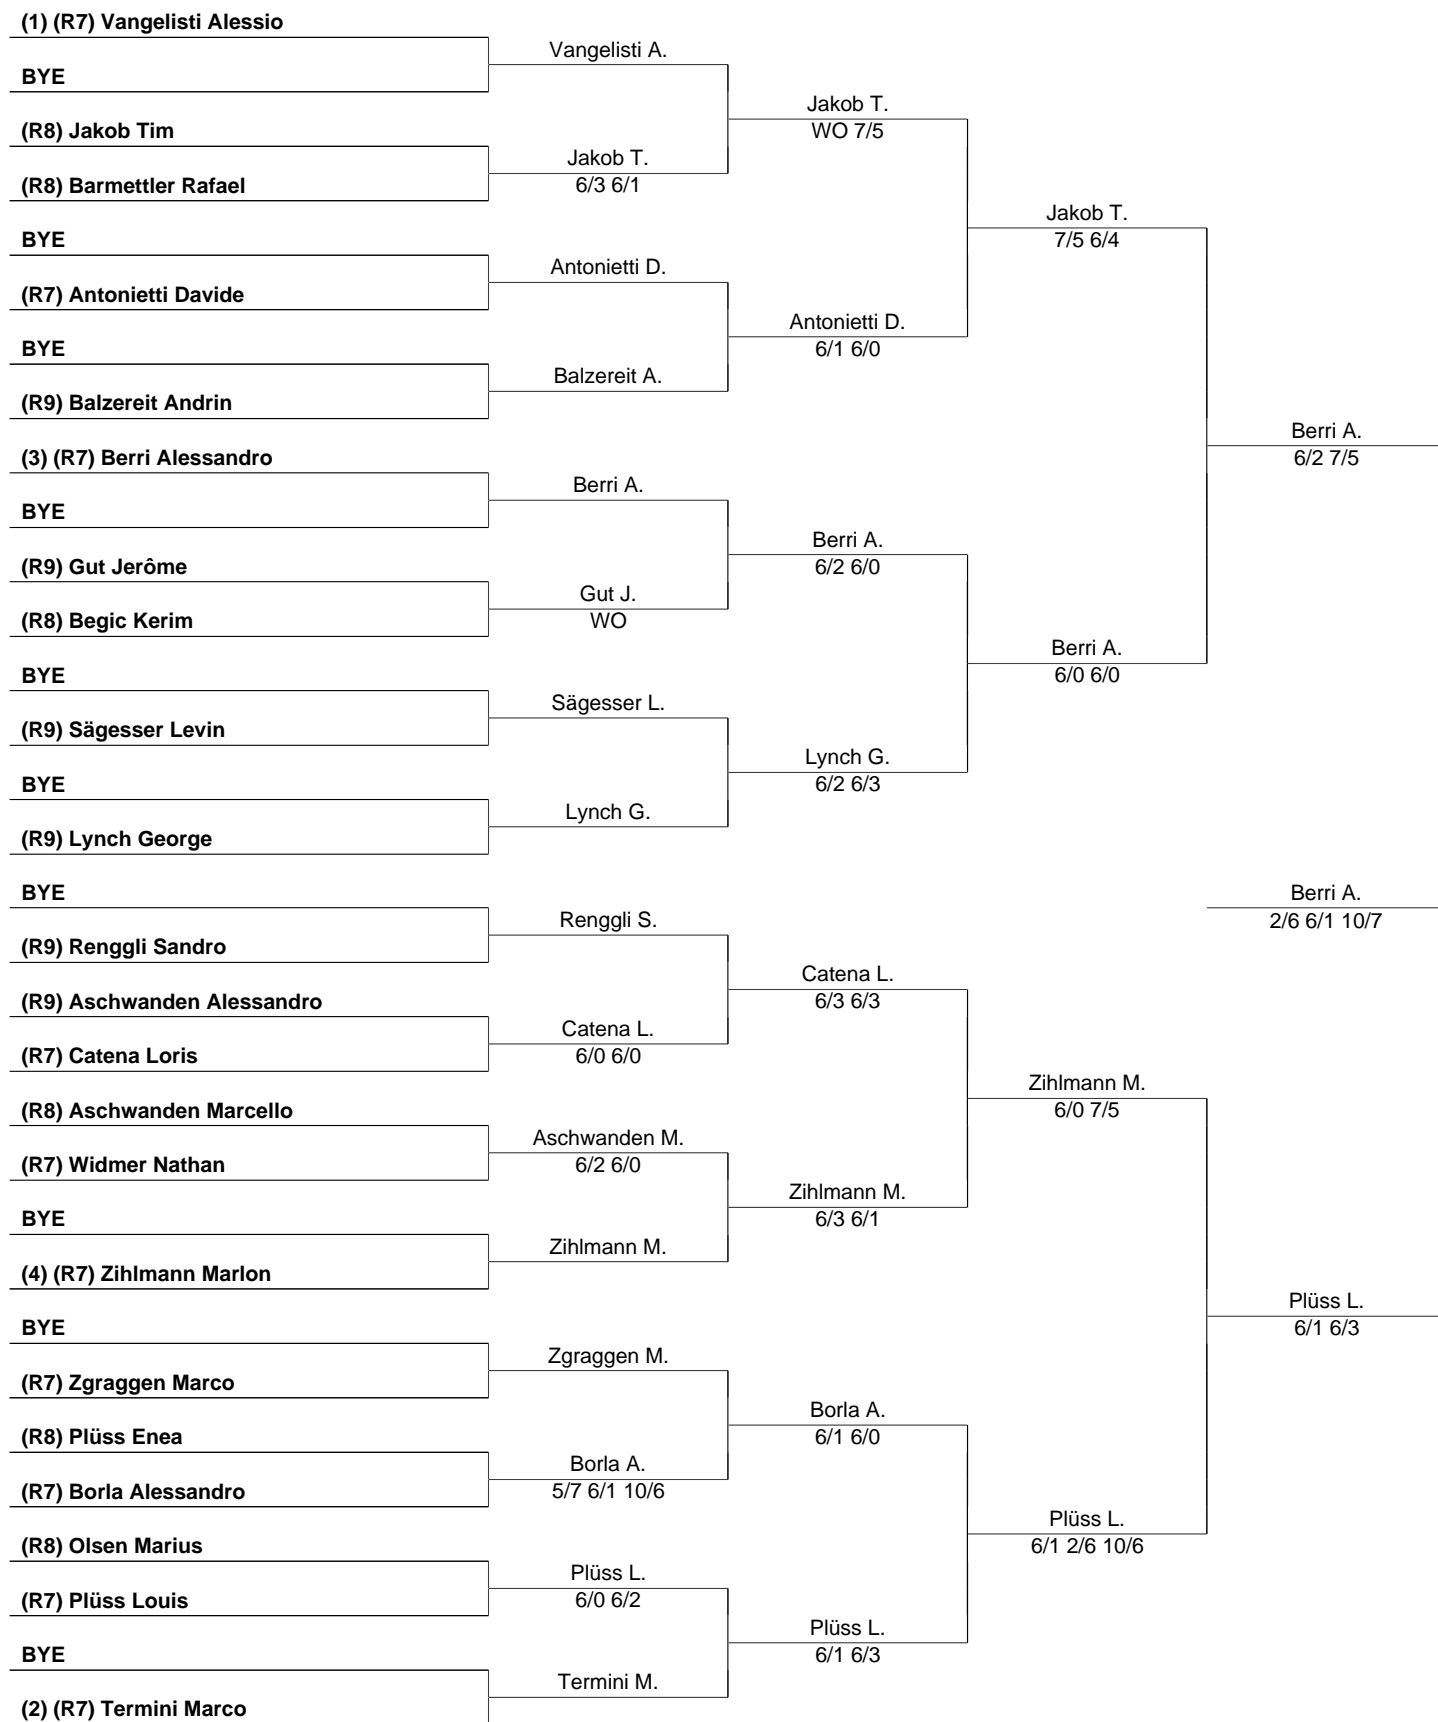 (1) (R7) Vangelisti Alessio
Vangelisti A.
BYE
Jakob T.
WO 7/5
(R8) Jakob Tim
Jakob T.
6/3 6/1
(R8) Barmettler Rafael
Jakob T.
7/5 6/4
BYE
Antonietti D.
(R7) Antonietti Davide
Antonietti D.
6/1 6/0
BYE
Balzereit A.
(R9) Balzereit Andrin
Berri A.
6/2 7/5
(3) (R7) Berri Alessandro
Berri A.
BYE
Berri A.
6/2 6/0
(R9) Gut Jerôme
Gut J.
WO
(R8) Begic Kerim
Berri A.
6/0 6/0
BYE
Sägesser L.
(R9) Sägesser Levin
Lynch G.
6/2 6/3
BYE
Lynch G.
(R9) Lynch George
BYE
Berri A.
2/6 6/1 10/7
Renggli S.
(R9) Renggli Sandro
Catena L.
6/3 6/3
(R9) Aschwanden Alessandro
Catena L.
6/0 6/0
(R7) Catena Loris
Zihlmann M.
6/0 7/5
(R8) Aschwanden Marcello
Aschwanden M.
6/2 6/0
(R7) Widmer Nathan
Zihlmann M.
6/3 6/1
BYE
Zihlmann M.
(4) (R7) Zihlmann Marlon
Plüss L.
6/1 6/3
BYE
Zgraggen M.
(R7) Zgraggen Marco
Borla A.
6/1 6/0
(R8) Plüss Enea
Borla A.
5/7 6/1 10/6
(R7) Borla Alessandro
Plüss L.
6/1 2/6 10/6
(R8) Olsen Marius
Plüss L.
6/0 6/2
(R7) Plüss Louis
Plüss L.
6/1 6/3
BYE
Termini M.
(2) (R7) Termini Marco